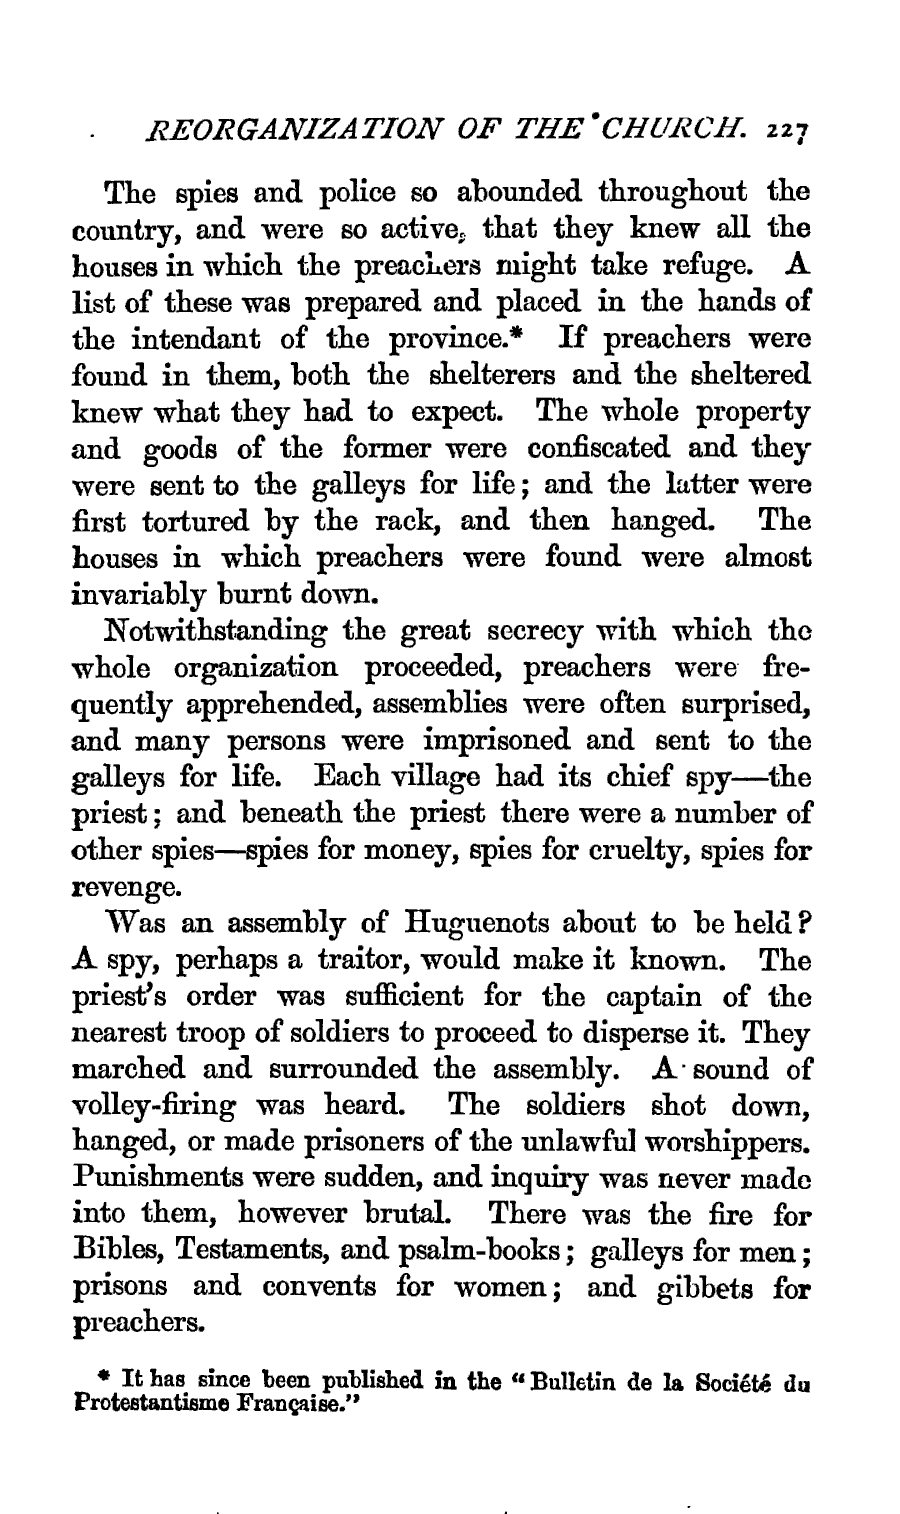 REORGANIZATION OF THE CHURCH. 227
The spies and police so abounded throughout the
country, and were so active, that they knew all the
houses in which the preachers might take refuge. A
list of these was prepared and placed in the hands of
the intendant of the province.* If preachers were
found in them, both the shelterers and the sheltered
knew what they had to expect. The whole property
and goods of the former were confiscated and they
were sent to the galleys for life; and the latter were
first tortured by the rack, and then hanged. The
houses in which preachers were found were almost
invariably burnt down.
Notwithstanding the great secrecy with which the
whole organization proceeded, preachers were fre-
quently apprehended, assemblies were often surprised,
and many persons were imprisoned and sent to the
galleys for life. Each village had its chief spy—the
priest; and beneath the priest there were a number of
other spies—spies for money, spies for cruelty, spies for
revenge.
Was an assembly of Huguenots about to be held?
A spy, perhaps a traitor, would make it known. The
priest's order was sufficient for the captain of the
nearest troop of soldiers to proceed to disperse it. They
marched and surrounded the assembly. A sound of
volley-firing was heard. The soldiers shot down,
hanged, or made prisoners of the unlawful worshippers.
Punishments were sudden, and inquiry was never made
into them, however brutal. There was the fire for
Bibles, Testaments, and psalm-books; galleys for men;
prisons and convents for women; and gibbets for
preachers.
* It has since been published in the "Bulletin de la Société du
Protestantisme Française."